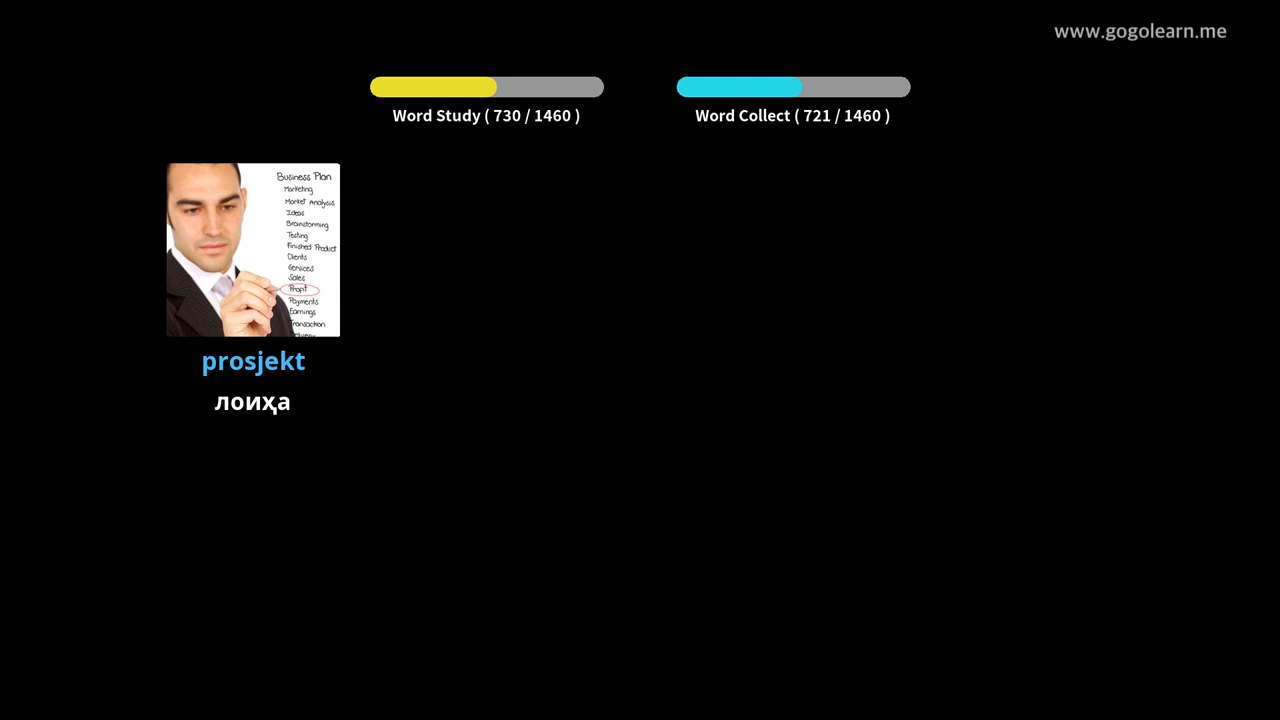 www.gogolearn.me
Word Study ( 730 / 1460 )
Word Collect ( 721 / 1460 )
Business Plan
Marketing
Market Analysis
Ideas
Brainstorming
Testing
Finished Product
Clients
Services
Sales
Profit
Payments
Earnings
Transaction
prosjekt
лоиҳа